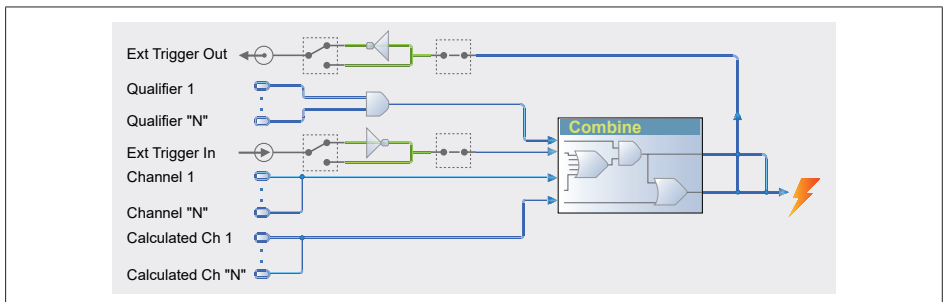 Ext Trigger Out
Qualifier 1
Qualifier "N"
Ext Trigger In
Channel 1
Channel "N"
Calculated Ch 1
Calculated Ch "N"
Combine